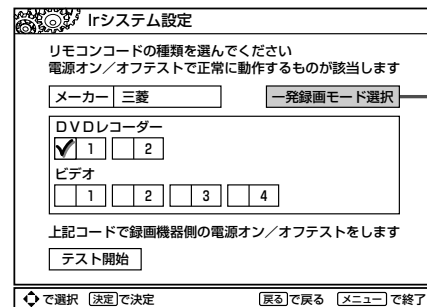 Irシステム設定
リモコンコードの種類を選んでください
電源オン／オフテストで正常に動作するものが該当します
メーカー 三菱 一発録画モード選択
ＤＶＤレコーダー
1 2
ビデオ
1 2 3 4
上記コードで録画機器側の電源オン／オフテストをします
テスト開始
で選択 決定で決定 戻るで戻る メニューで終了